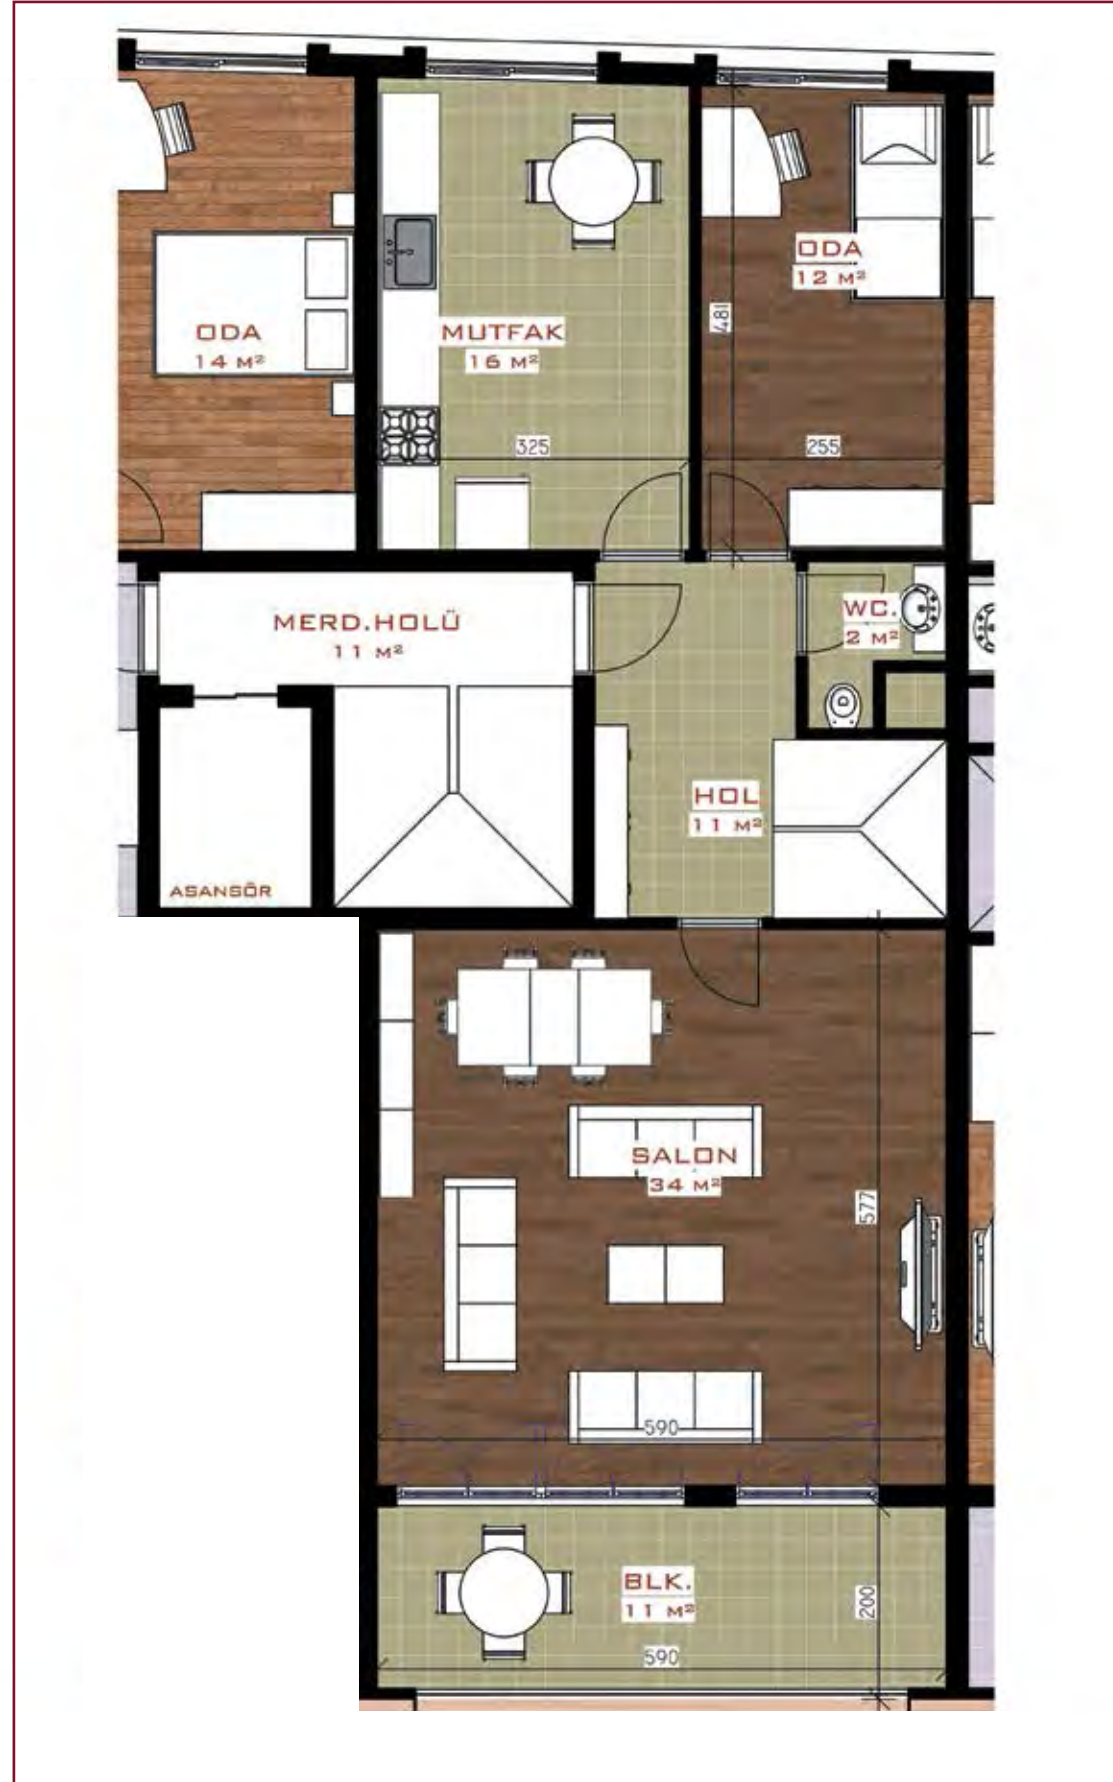 ODA
12 M²
481
ODA
14 M²
MUTFAK
16 M²
325
255
WC.
2 M²
MERD.HOLÜ
11 M²
HOL
11 M²
ASANSÖR
SALON
34 M²
577
590
BLK.
11 M²
200
590